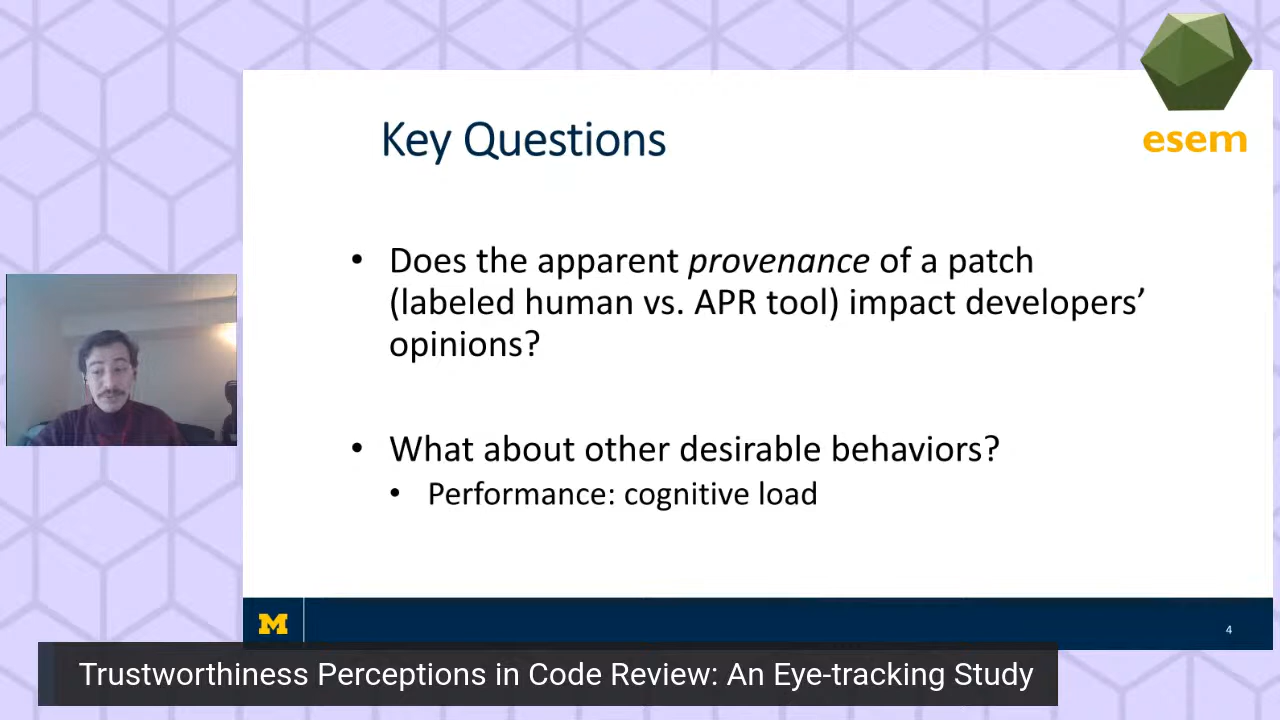 esem
Key Questions
• Does the apparent provenance of a patch
(labeled human vs. APR tool) impact developers’
opinions?
• What about other desirable behaviors?
• Performance: cognitive load
M
4
Trustworthiness Perceptions in Code Review: An Eye-tracking Study